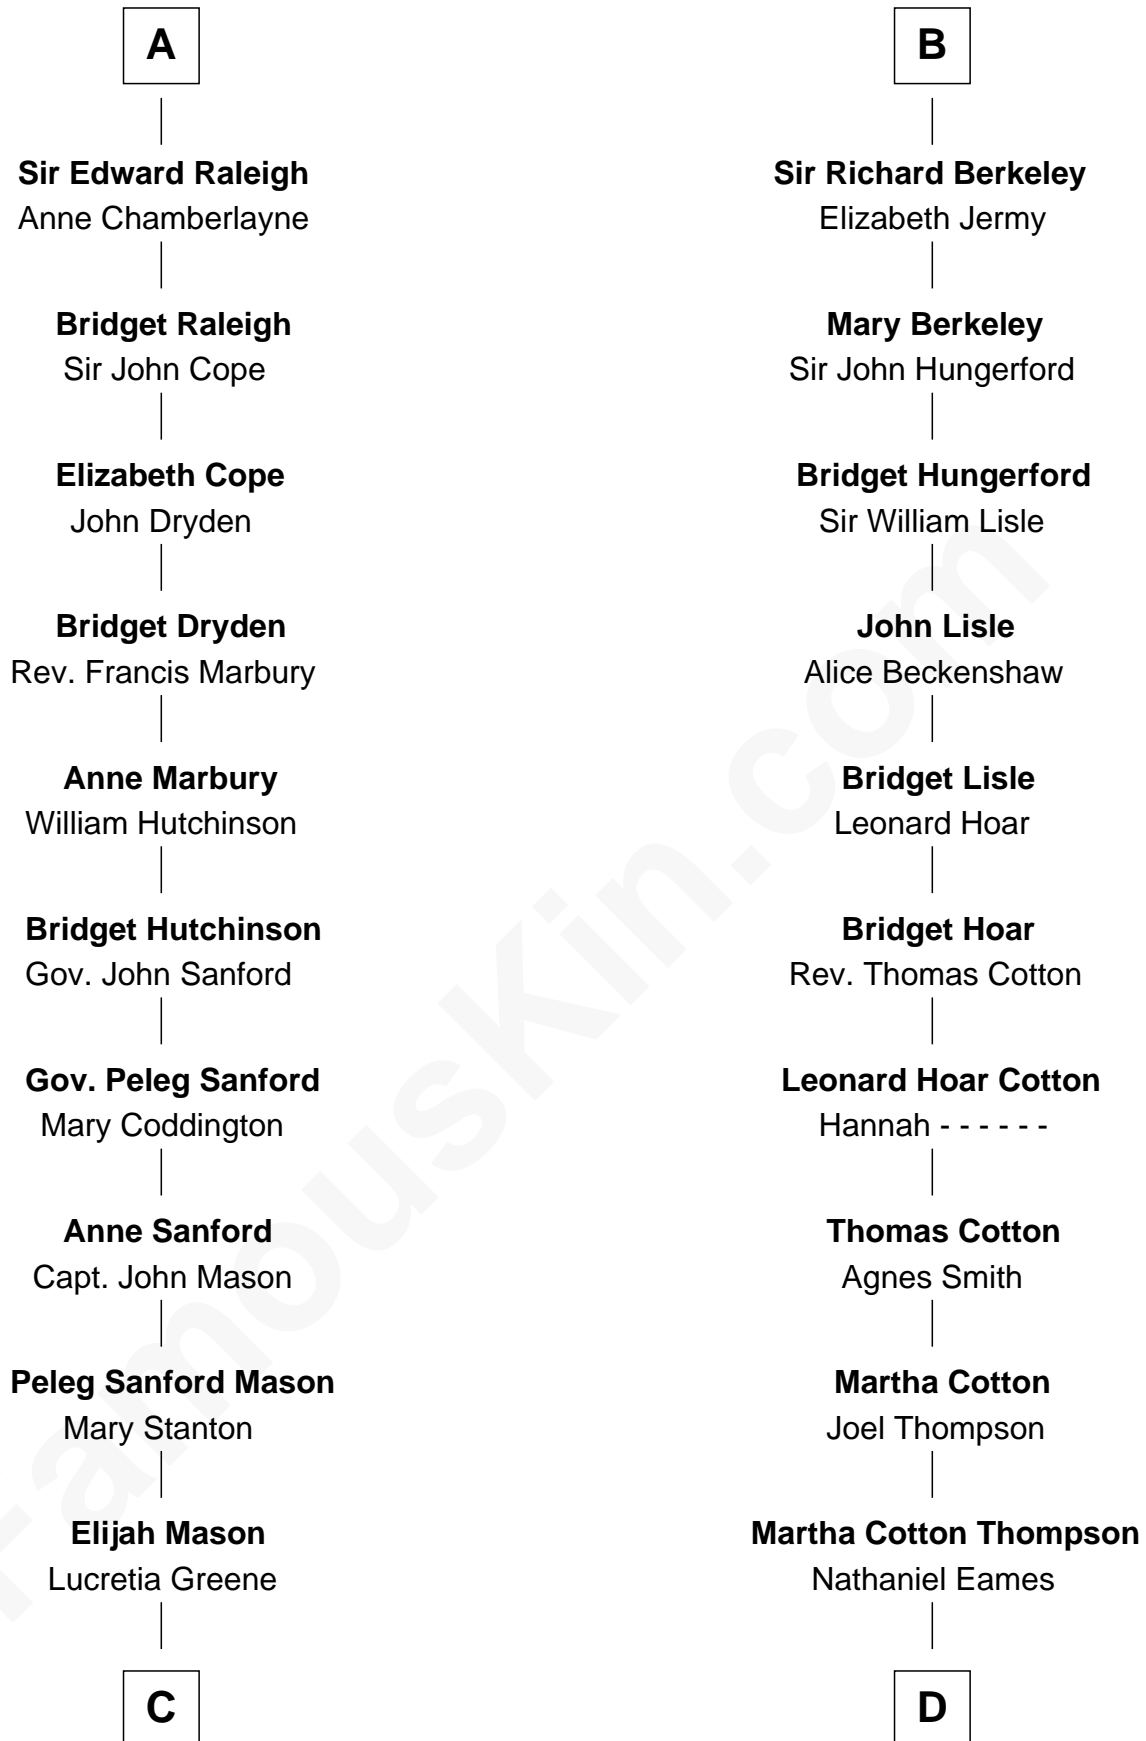 A
Sir Edward Raleigh
Anne Chamberlayne
Bridget Raleigh
Sir John Cope
Elizabeth Cope
John Dryden
Bridget Dryden
Rev. Francis Marbury
Anne Marbury
William Hutchinson
Bridget Hutchinson
Gov. John Sanford
Gov. Peleg Sanford
Mary Coddington
Anne Sanford
Capt. John Mason
Peleg Sanford Mason
Mary Stanton
Elijah Mason
Lucretia Greene
C
B
Sir Richard Berkeley
Elizabeth Jermy
Mary Berkeley
Sir John Hungerford
Bridget Hungerford
Sir William Lisle
John Lisle
Alice Beckenshaw
Bridget Lisle
Leonard Hoar
Bridget Hoar
Rev. Thomas Cotton
Leonard Hoar Cotton
Hannah - - - - - -
Thomas Cotton
Agnes Smith
Martha Cotton
Joel Thompson
Martha Cotton Thompson
Nathaniel Eames
D
FamousKin.com